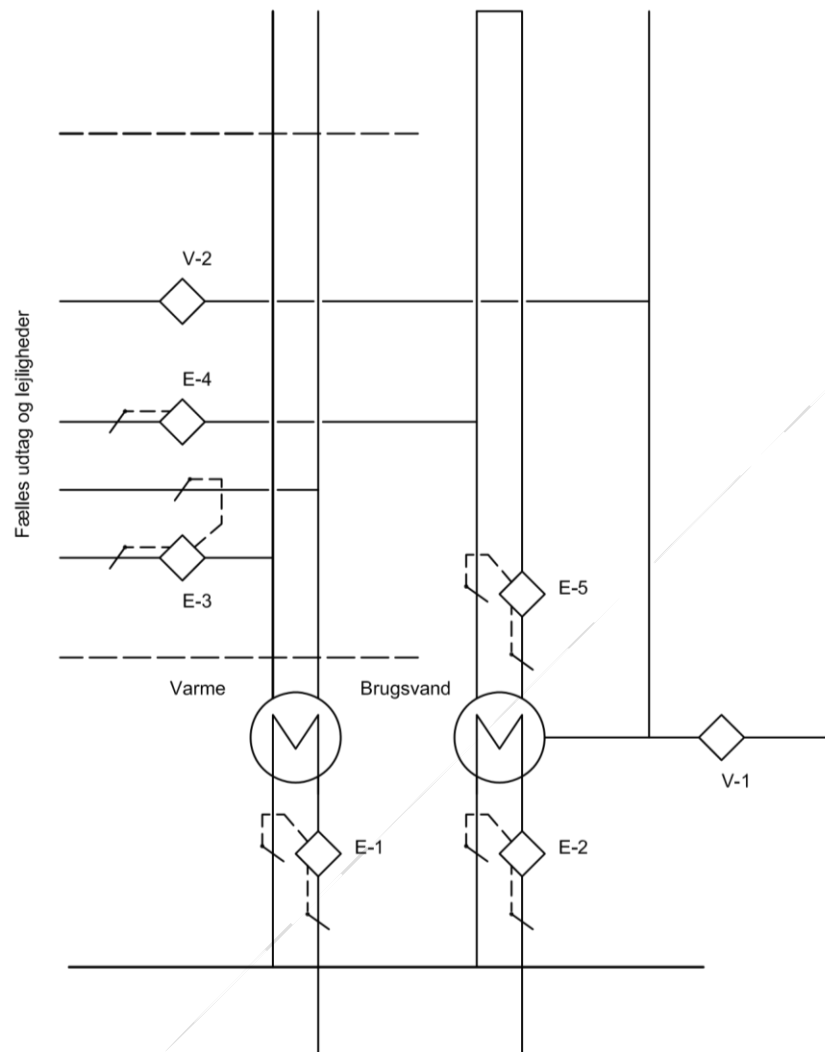 V-2
Fælles udtag og lejligheder
E-4
E-3
E-5
Varme
Brugsvand
V-1
E-1
E-2